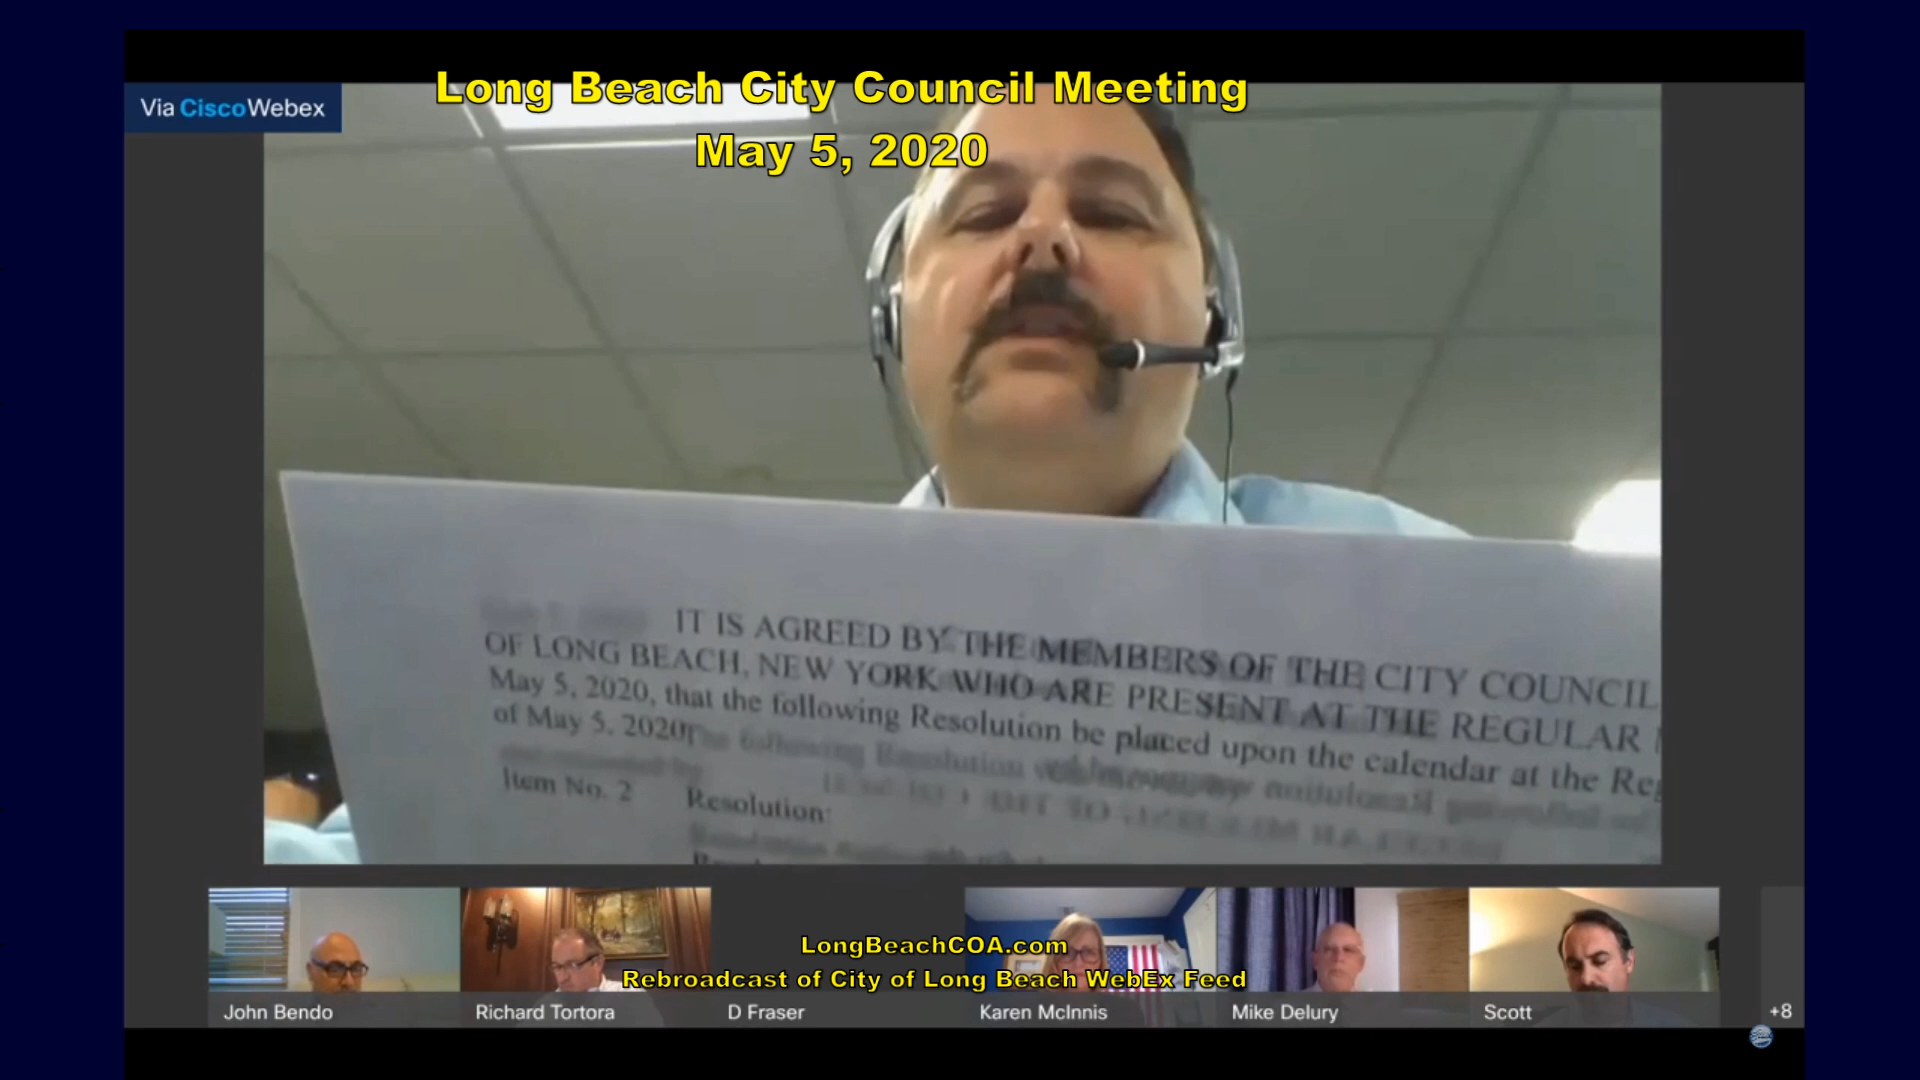 Via Cisco Webex
Long Beach City Council Meeting
May 5, 2020
IT IS AGREED BY THE MEMBERS OF THE CITY COUNCIL
OF LONG BEACH, NEW YORK WHO ARE PRESENT AT THE REGULAR
May 5, 2020, that the following Resolution be placed upon the calendar at the Reg
of May 5, 2020
Item No. 2 Resolution:
LongBeachCOA.com
Rebroadcast of City of Long Beach WebEx Feed
John Bendo
Richard Tortora
D Fraser
Karen McInnis
Mike Delury
Scott
+8